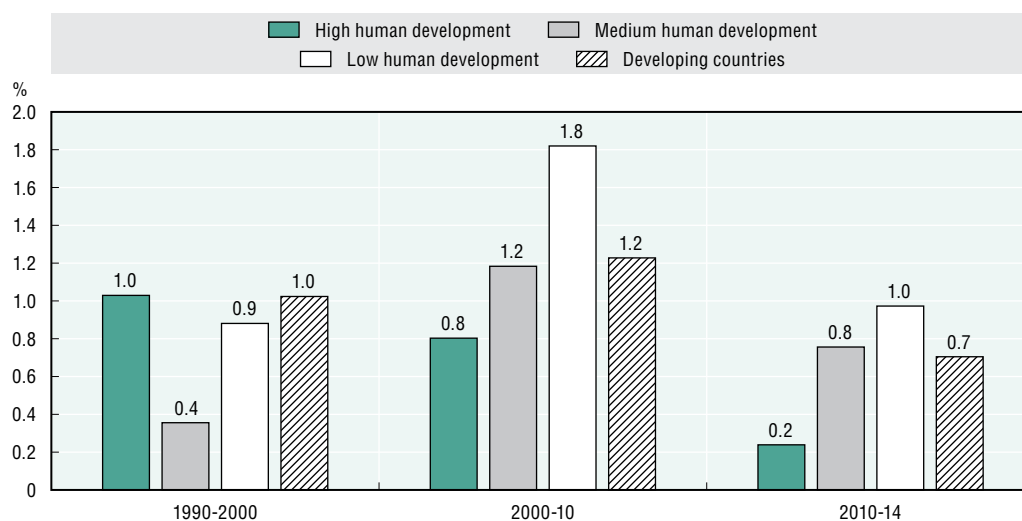 High human development Medium human development
Low human development Developing countries
%
2.0
1.8
1.6
1.4
1.2
1.0
0.8
0.6
0.4
0.2
0
1.0 0.4 0.9 1.0
0.8 1.2 1.8 1.2
0.2 0.8 1.0 0.7
1990-2000 2000-10 2010-14